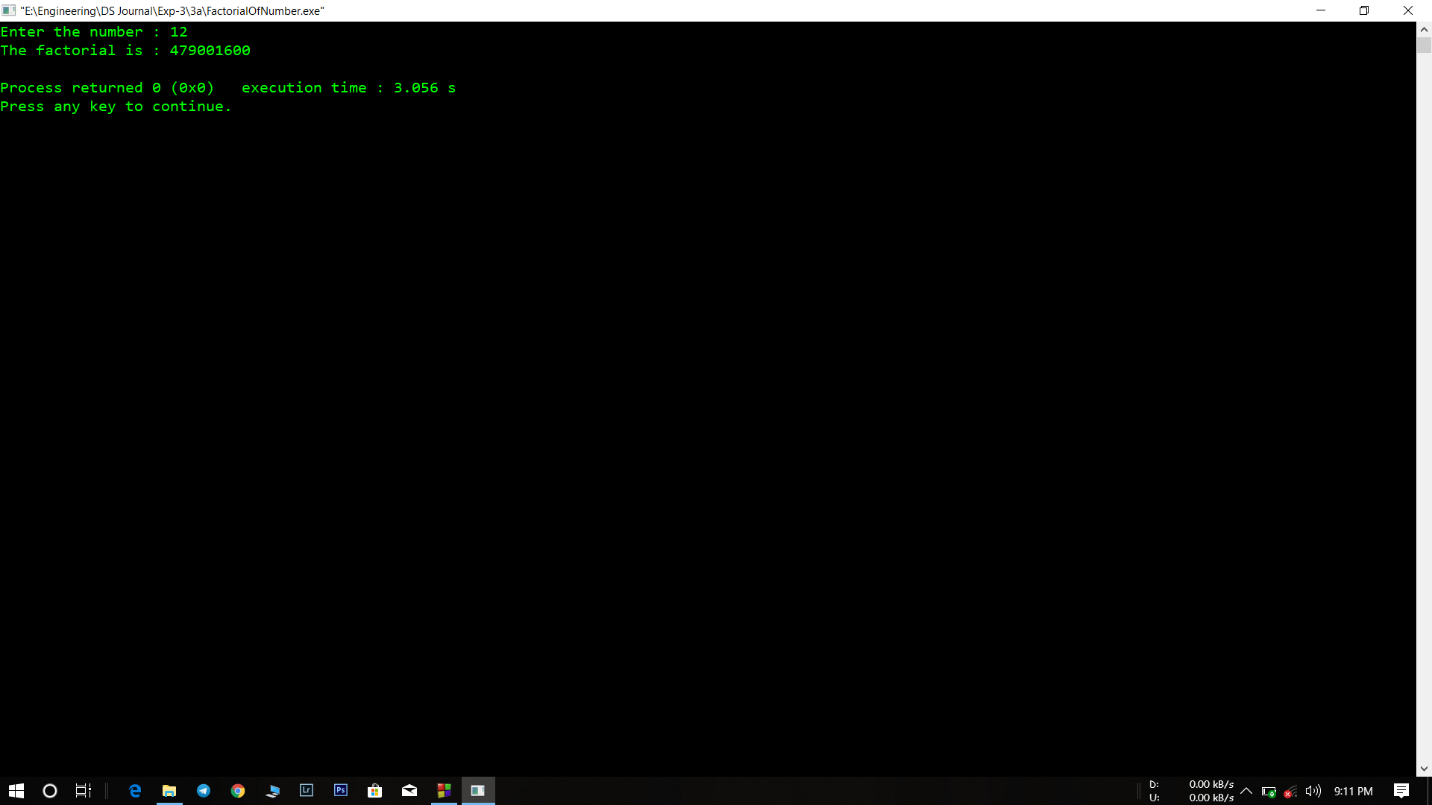 "E:\Engineering\DS Journal\Exp-3\3a\FactorialOfNumber.exe"
Enter the number : 12
The factorial is : 479001600
Process returned 0 (0x0)   execution time : 3.056 s
Press any key to continue.
Lr
Ps
D: 0.00 kB/s
U: 0.00 kB/s
9:11 PM